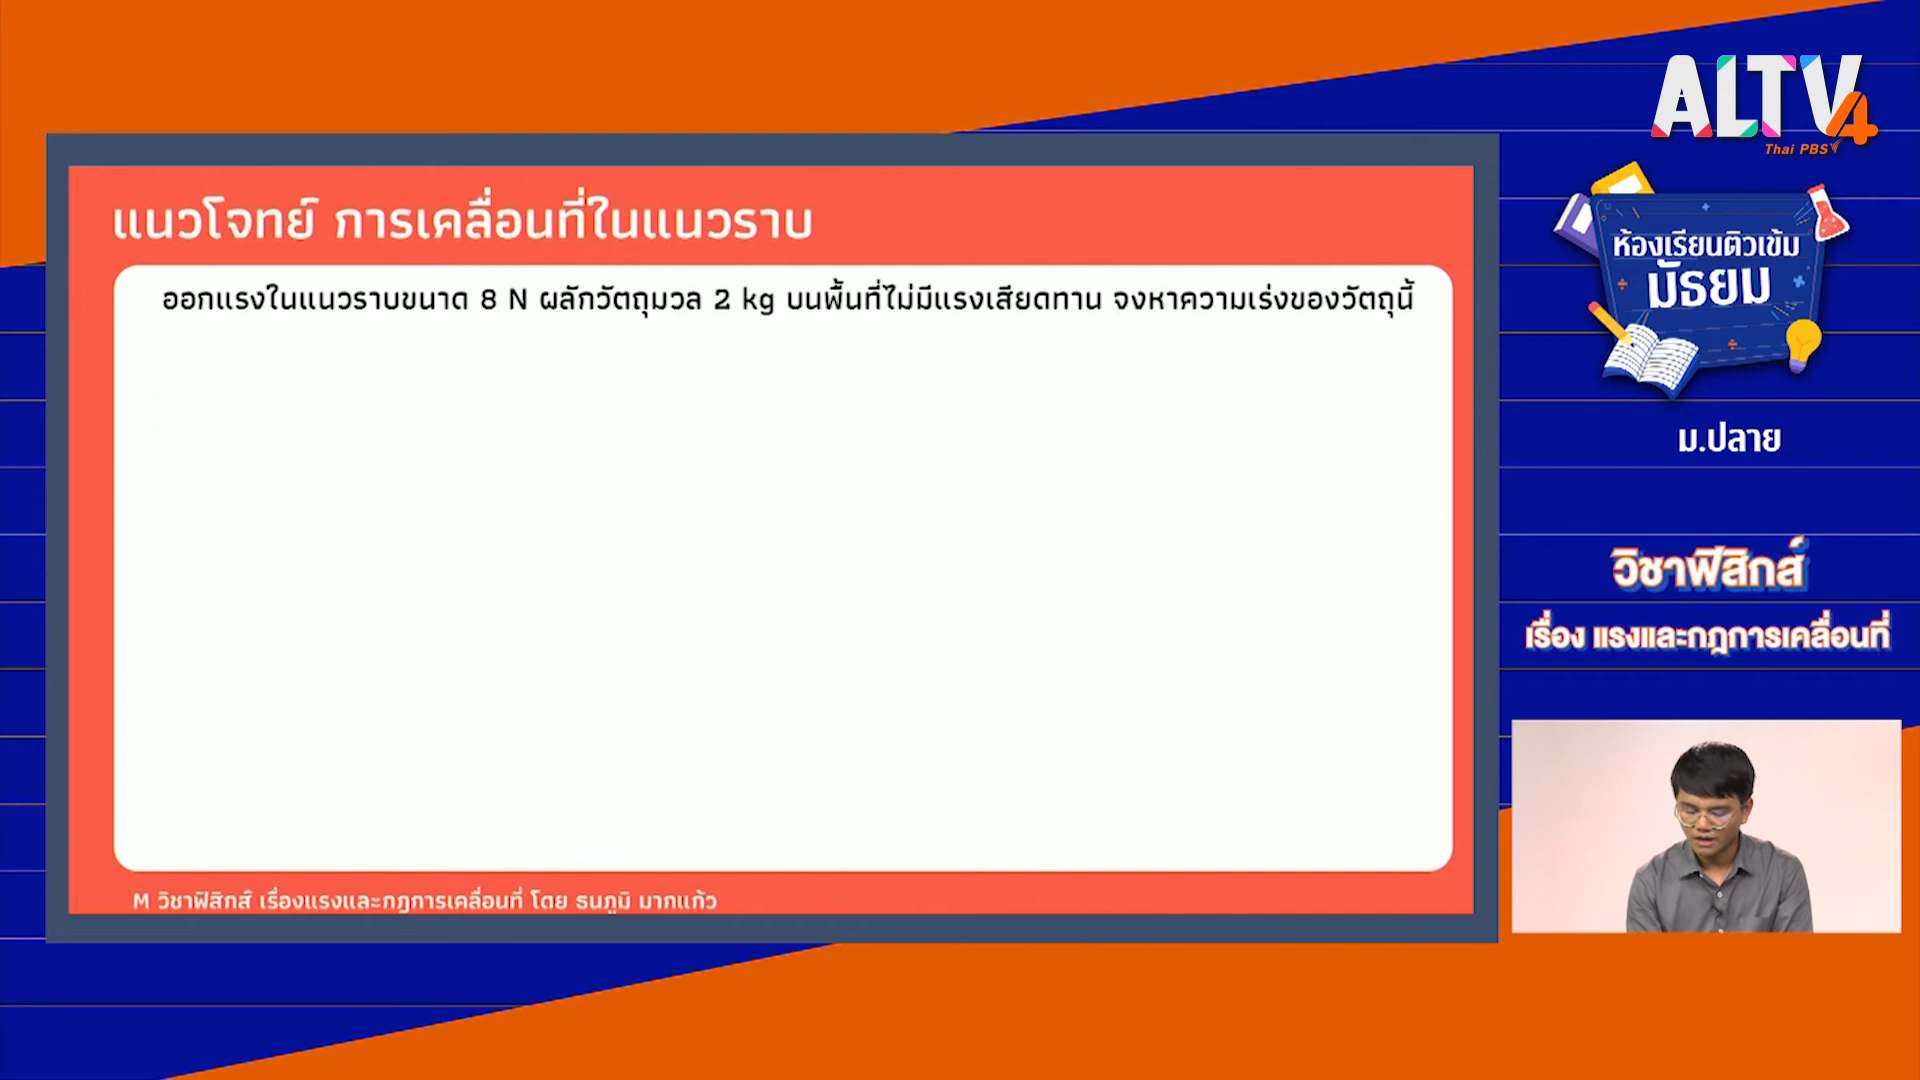 ALTV4
Thai PBS
ห้องเรียนติวเข้ม
มัธยม
ม.ปลาย
วิชาฟิสิกส์
เรื่อง แรงและกฎการเคลื่อนที่
แนวโจทย์ การเคลื่อนที่ในแนวราบ
ออกแรงในแนวราบขนาด 8 N ผลักวัตถุมวล 2 kg บนพื้นที่ไม่มีแรงเสียดทาน จงหาความเร่งของวัตถุนี้
M วิชาฟิสิกส์ เรื่องแรงและกฎการเคลื่อนที่ โดย ธนภูมิ มากแก้ว